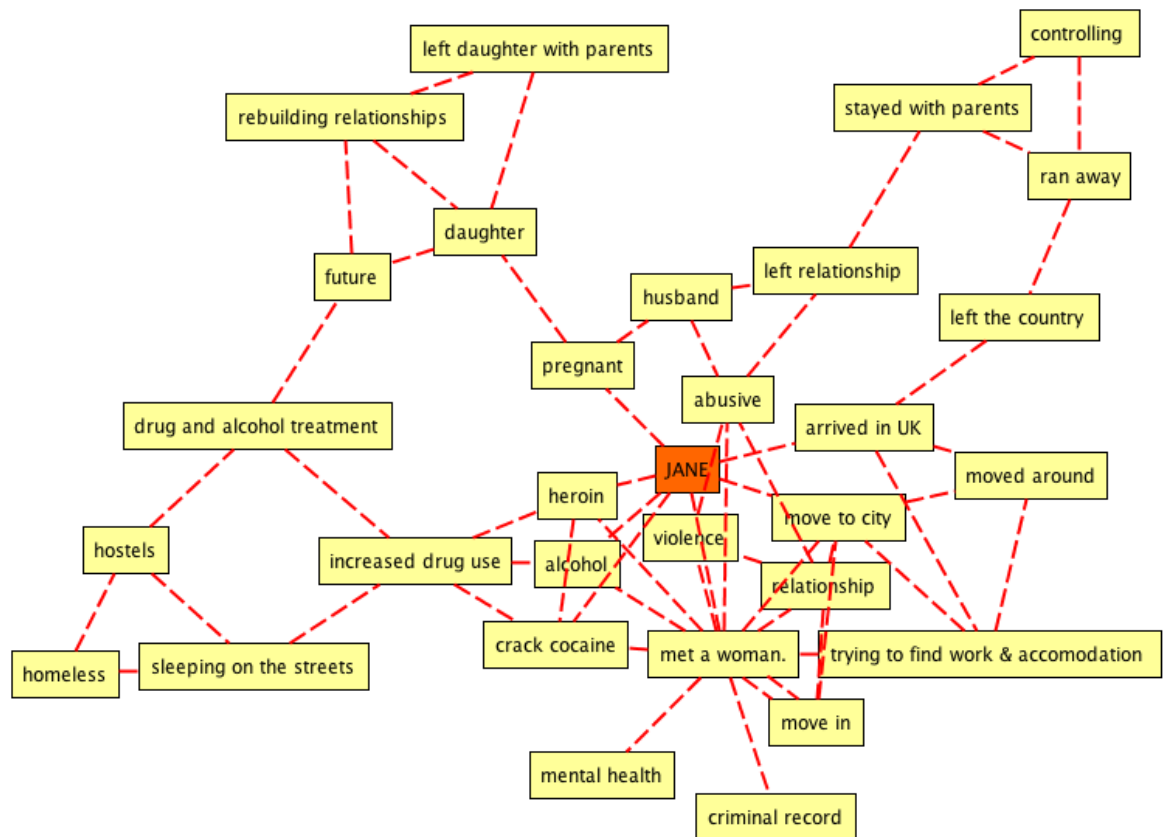 controlling
left daughter with parents
stayed with parents
rebuilding relationships
ran away
daughter
left relationship
future
husband
left the country
pregnant
abusive
drug and alcohol treatment
arrived in UK
JANE
moved around
heroin
move to city
violence
hostels
increased drug use
alcohol
relationship
crack cocaine
met a woman.
trying to find work & accomodation
homeless
sleeping on the streets
move in
mental health
criminal record